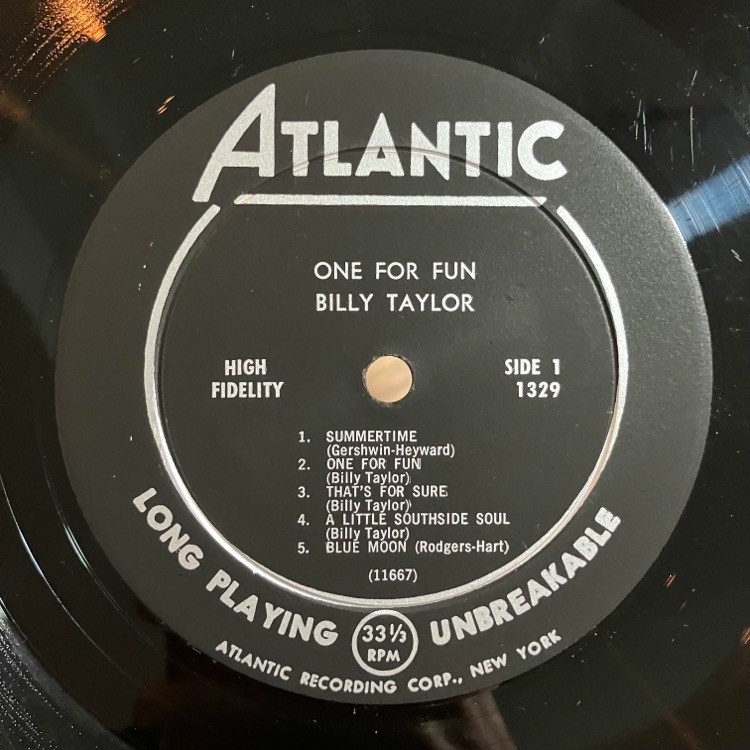 ATLANTIC
ONE FOR FUN
BILLY TAYLOR
HIGH
FIDELITY
SIDE 1
1329
1. SUMMERTIME
(Gershwin-Heyward)
2. ONE FOR FUN
(Billy Taylor)
3. THAT'S FOR SURE
(Billy Taylor)
4. A LITTLE SOUTHSIDE SOUL
(Billy Taylor)
5. BLUE MOON (Rodgers-Hart)
(11667)
LONG PLAYING
33⅓
RPM
UNBREAKABLE
ATLANTIC RECORDING CORP., NEW YORK